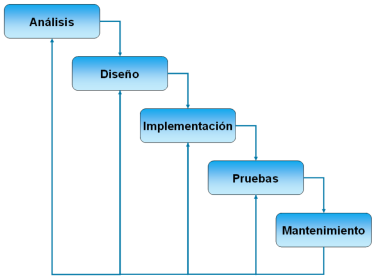 Análisis
Diseño
Implementación
Pruebas
Mantenimiento